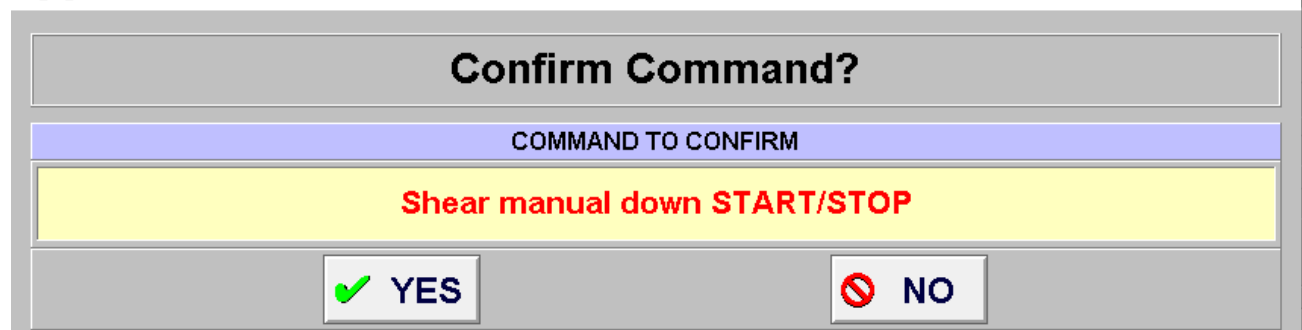 Confirm Command?
COMMAND TO CONFIRM
Shear manual down START/STOP
YES
NO